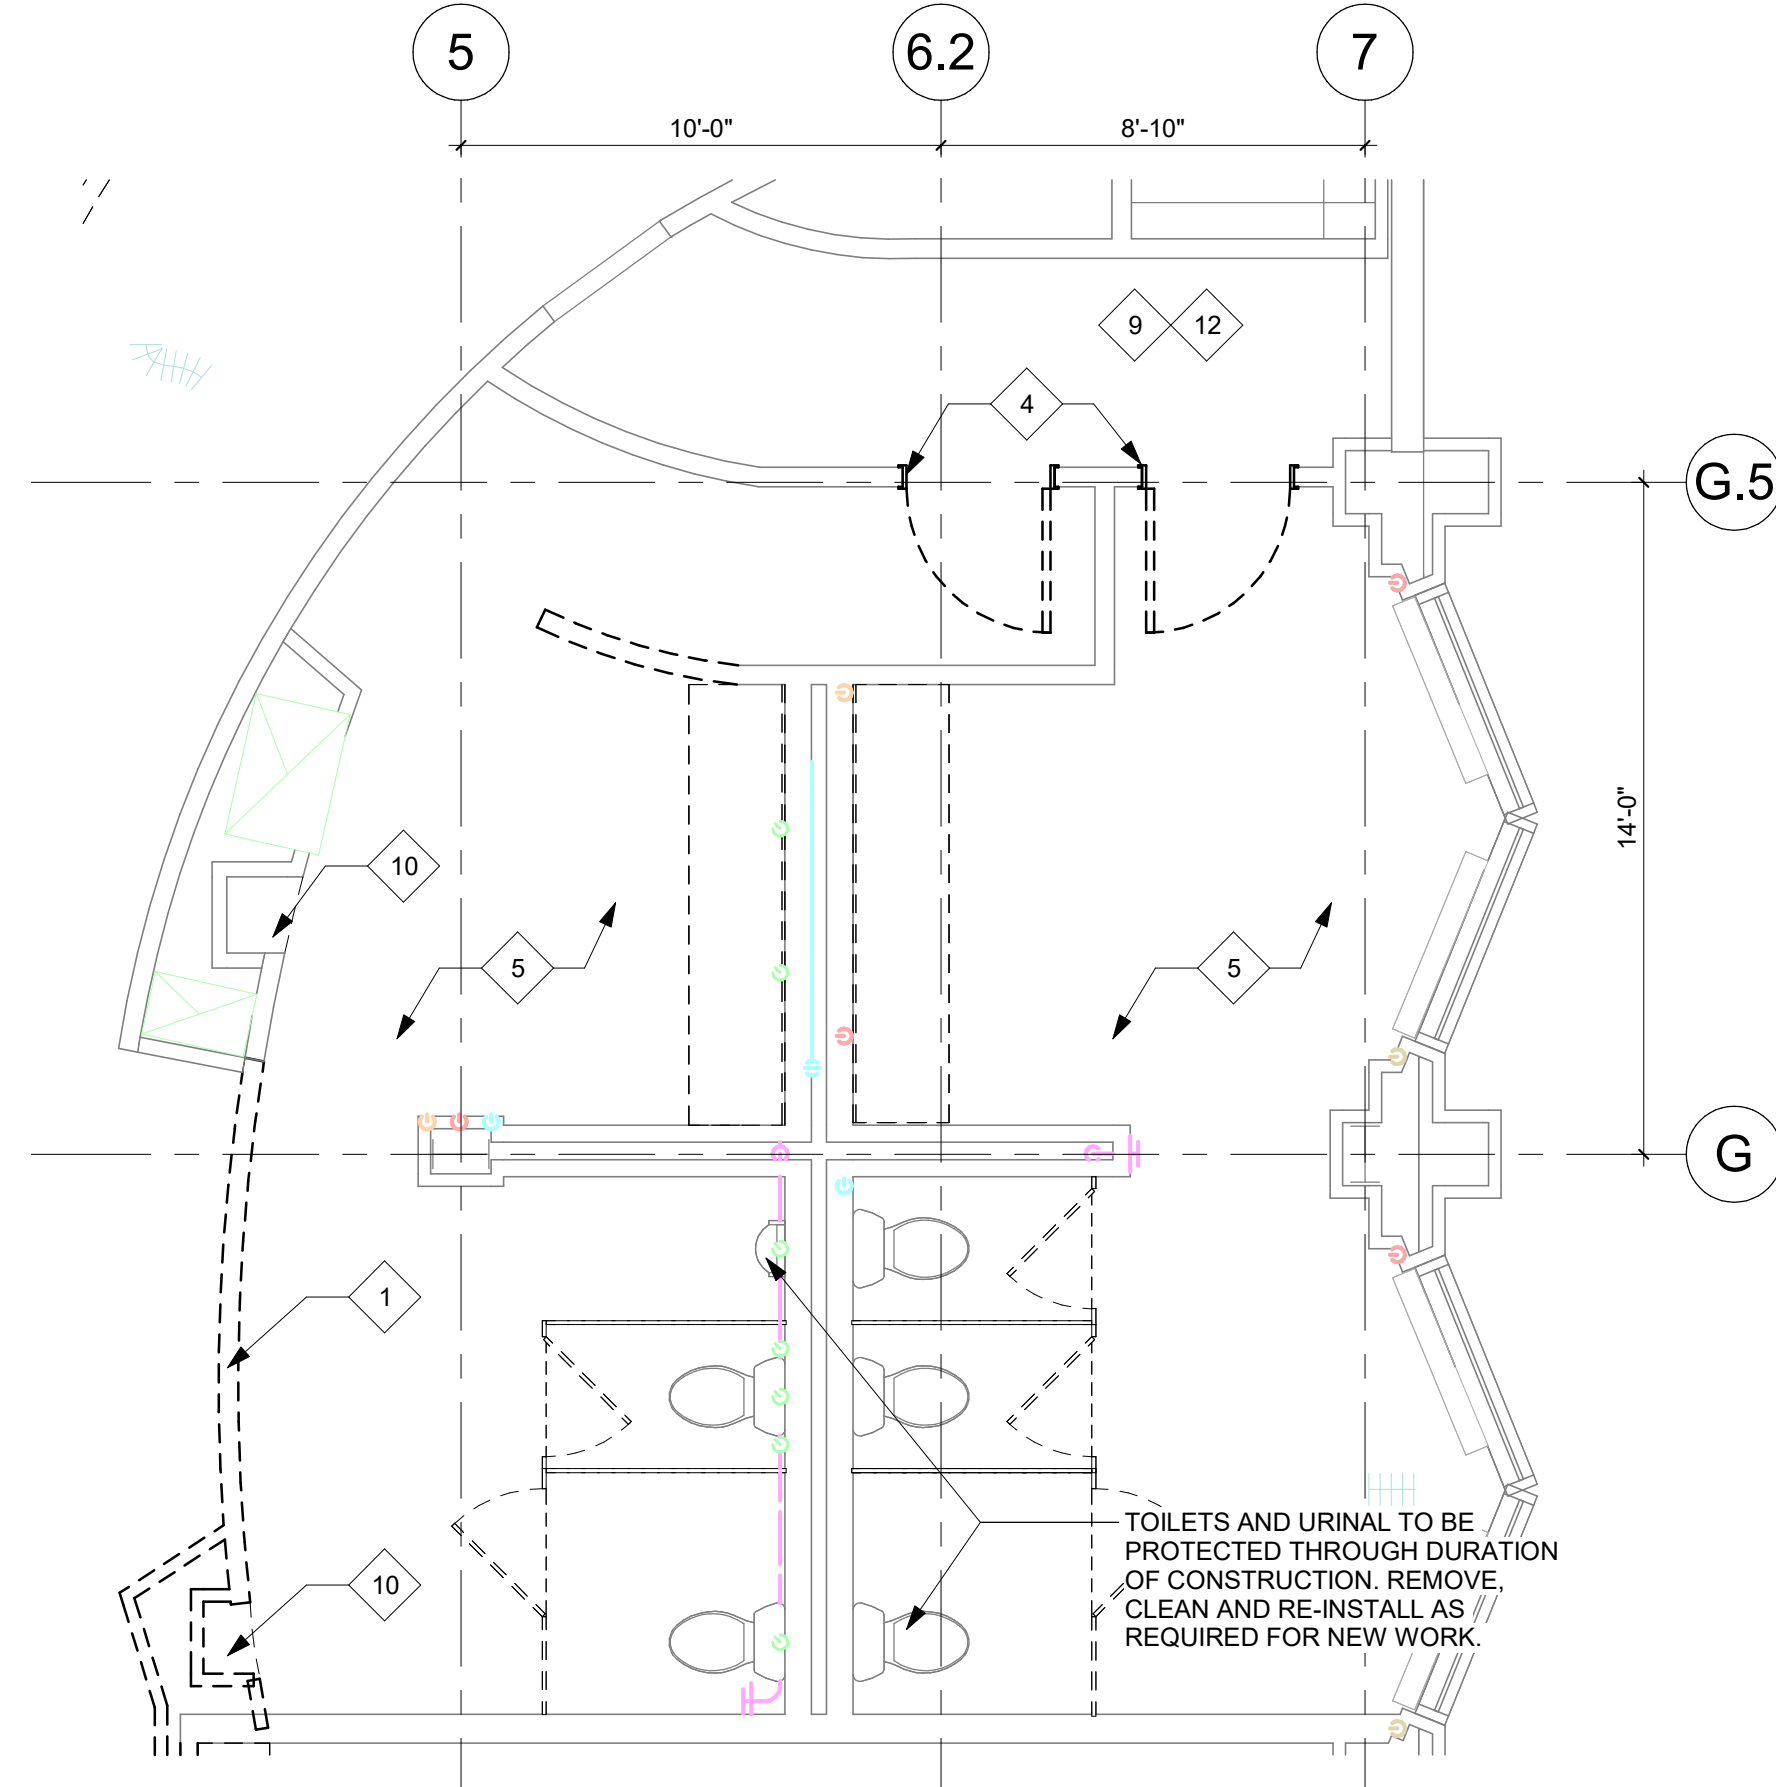 5
6.2
7
10'-0"
8'-10"
9
12
4
G.5
14'-0"
10
5
5
G
1
TOILETS AND URINAL TO BE
PROTECTED THROUGH DURATION
OF CONSTRUCTION. REMOVE,
CLEAN AND RE-INSTALL AS
REQUIRED FOR NEW WORK.
10